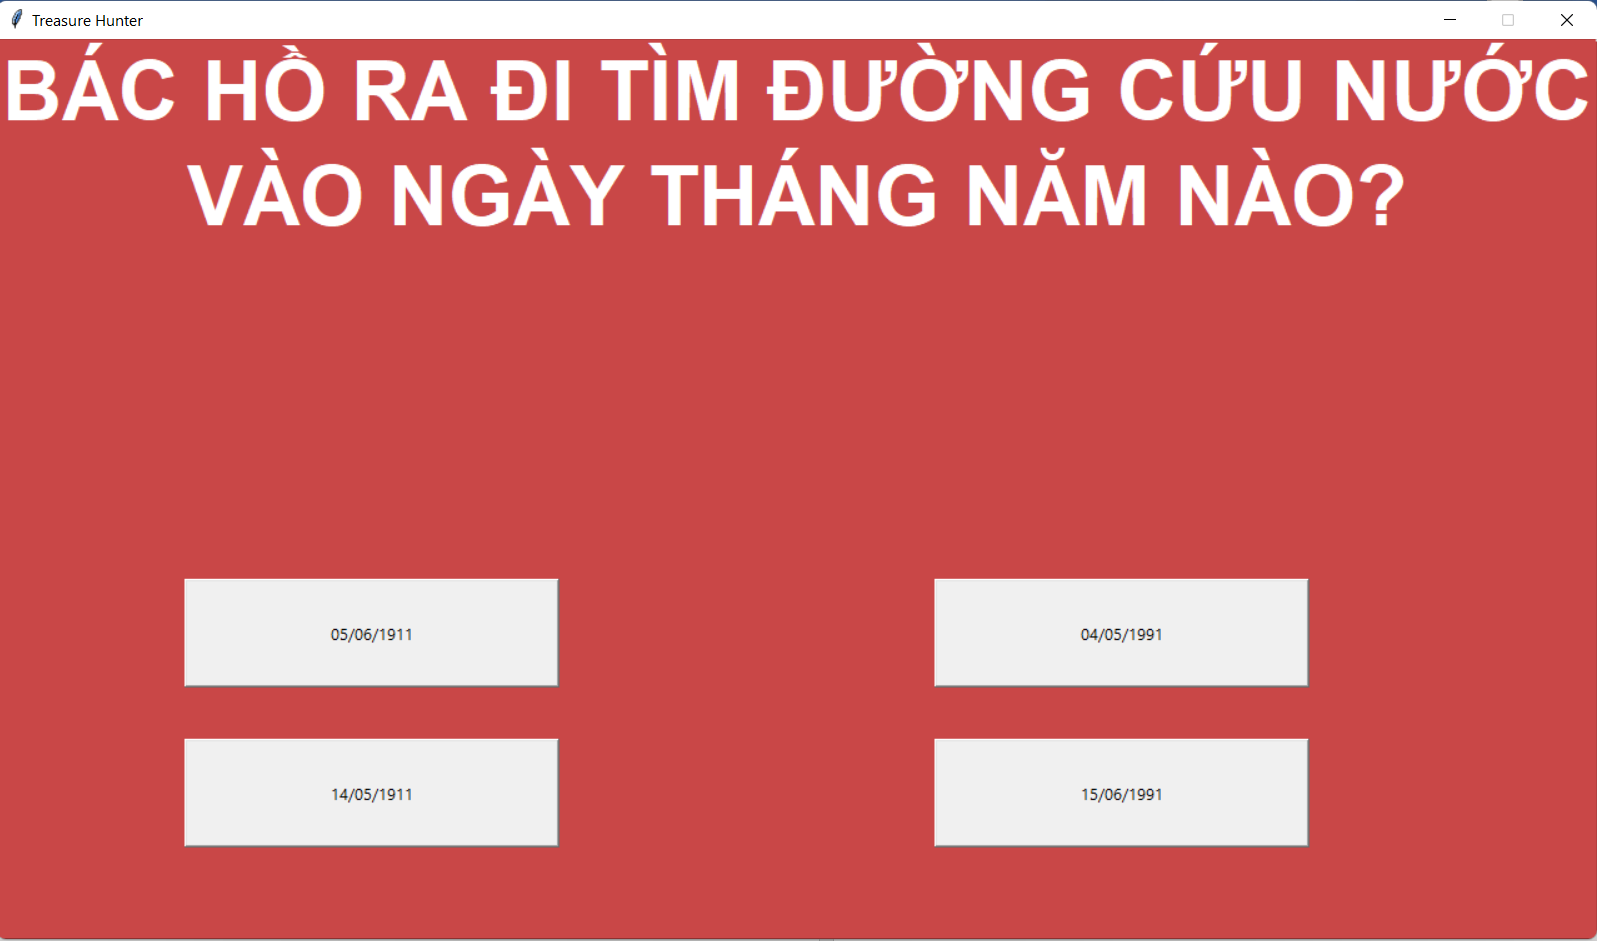 Treasure Hunter
BÁC HỒ RA ĐI TÌM ĐƯỜNG CỨU NƯỚC
VÀO NGÀY THÁNG NĂM NÀO?
05/06/1911
04/05/1991
14/05/1911
15/06/1991